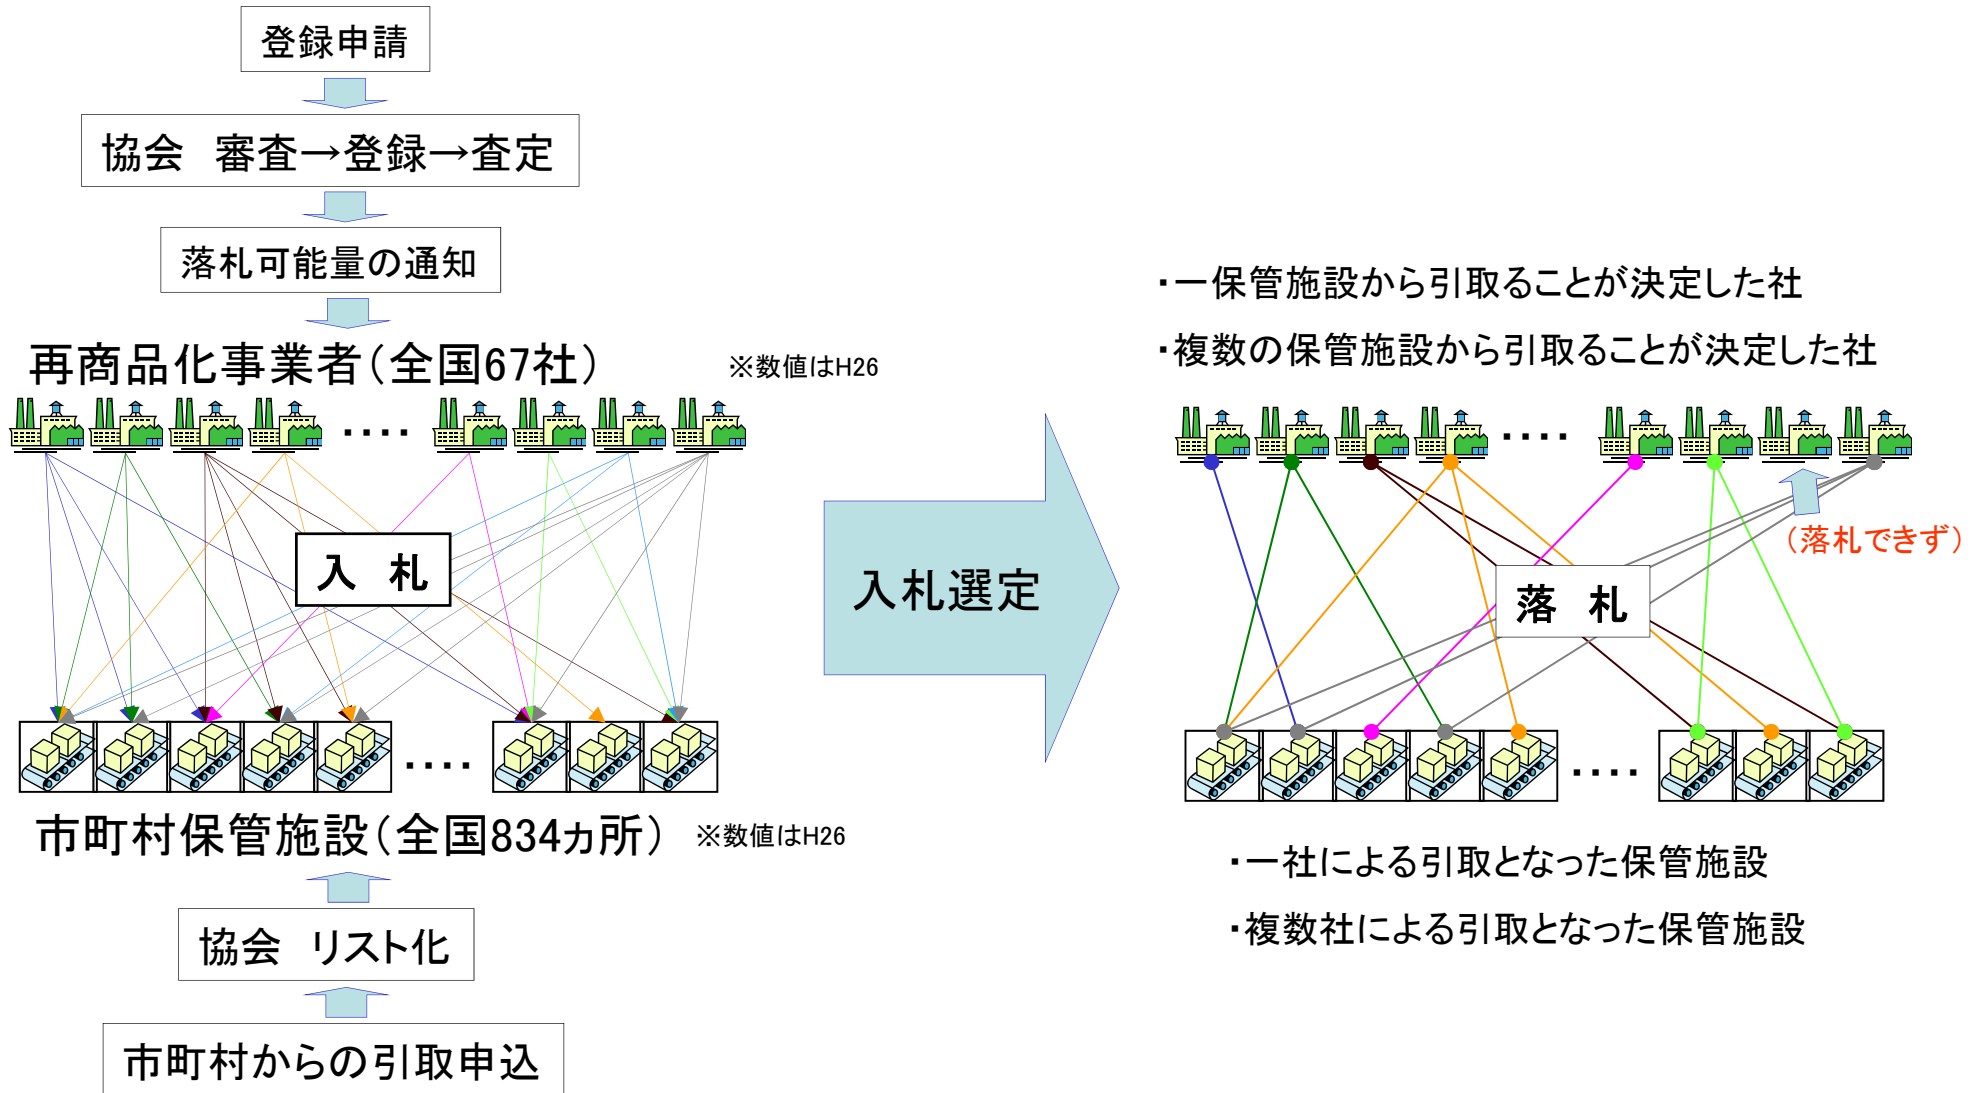 登録申請
協会　審査→登録→査定
落札可能量の通知
再商品化事業者（全国67社）
※数値はH26
････
入　札
････
市町村保管施設（全国834ヵ所）
※数値はH26
協会　リスト化
市町村からの引取申込
入札選定
・一保管施設から引取ることが決定した社
・複数の保管施設から引取ることが決定した社
････
（落札できず）
落　札
････
・一社による引取となった保管施設
・複数社による引取となった保管施設